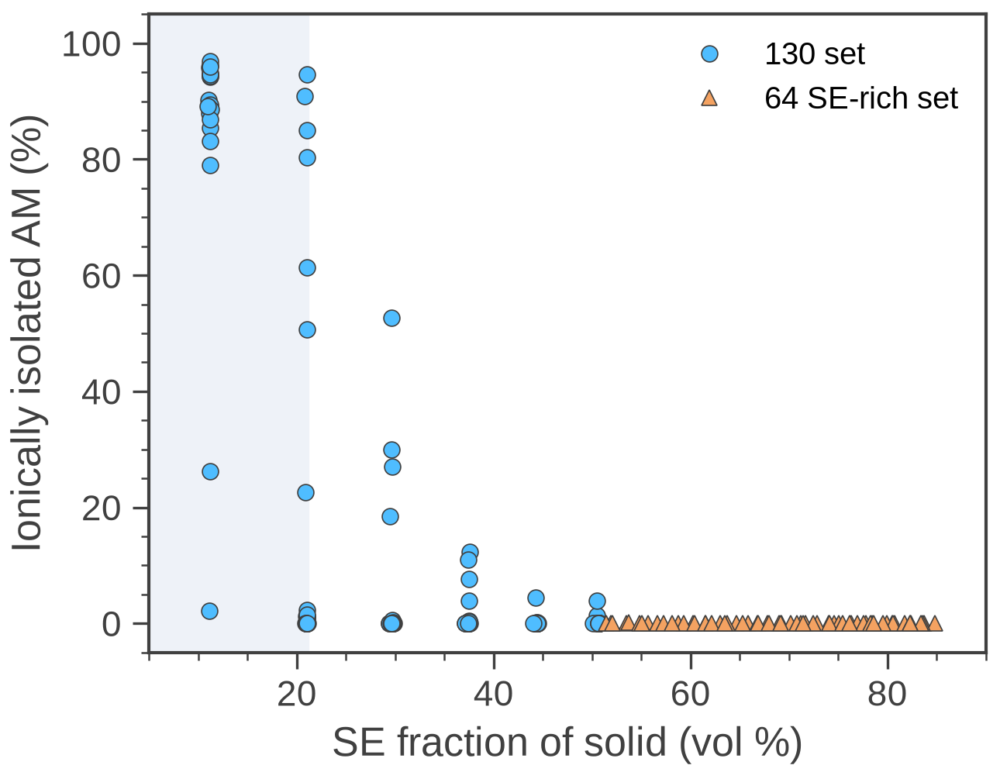 130 set
64 SE-rich set
Ionically isolated AM (%)
100
80
60
40
20
0
20 40 60 80
SE fraction of solid (vol %)